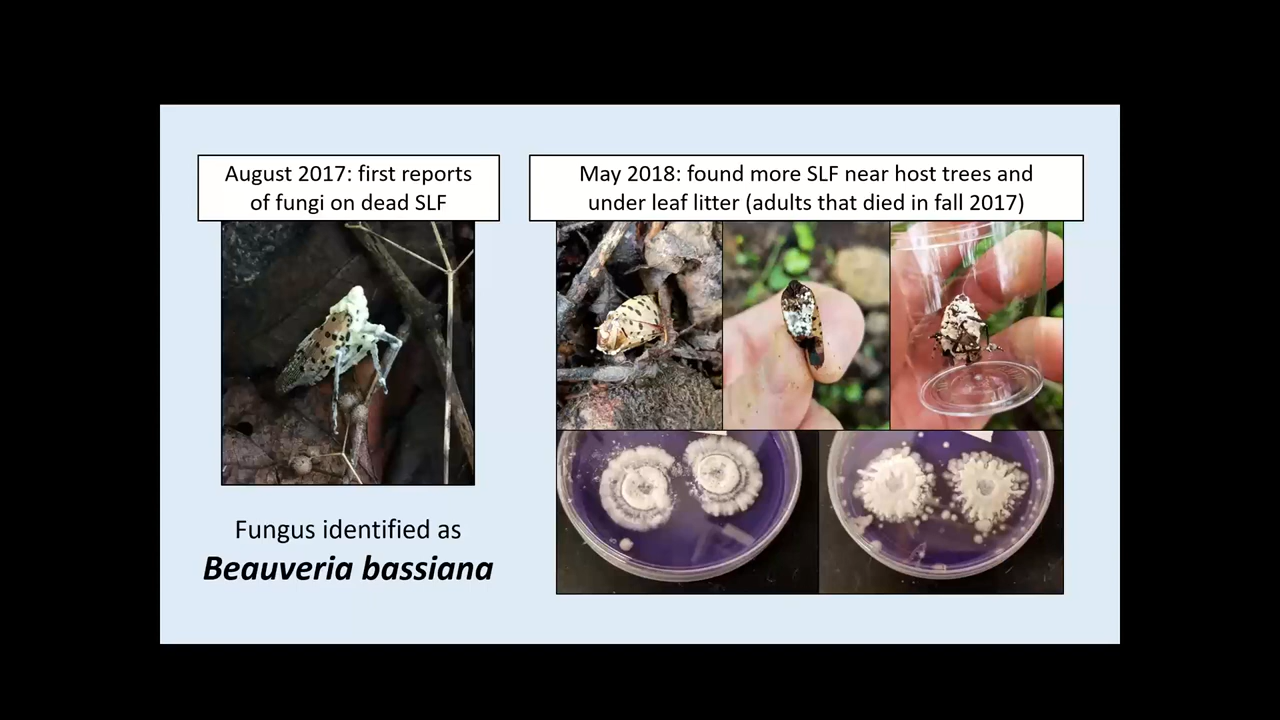 August 2017: first reports
of fungi on dead SLF
May 2018: found more SLF near host trees and
under leaf litter (adults that died in fall 2017)
Fungus identified as
Beauveria bassiana